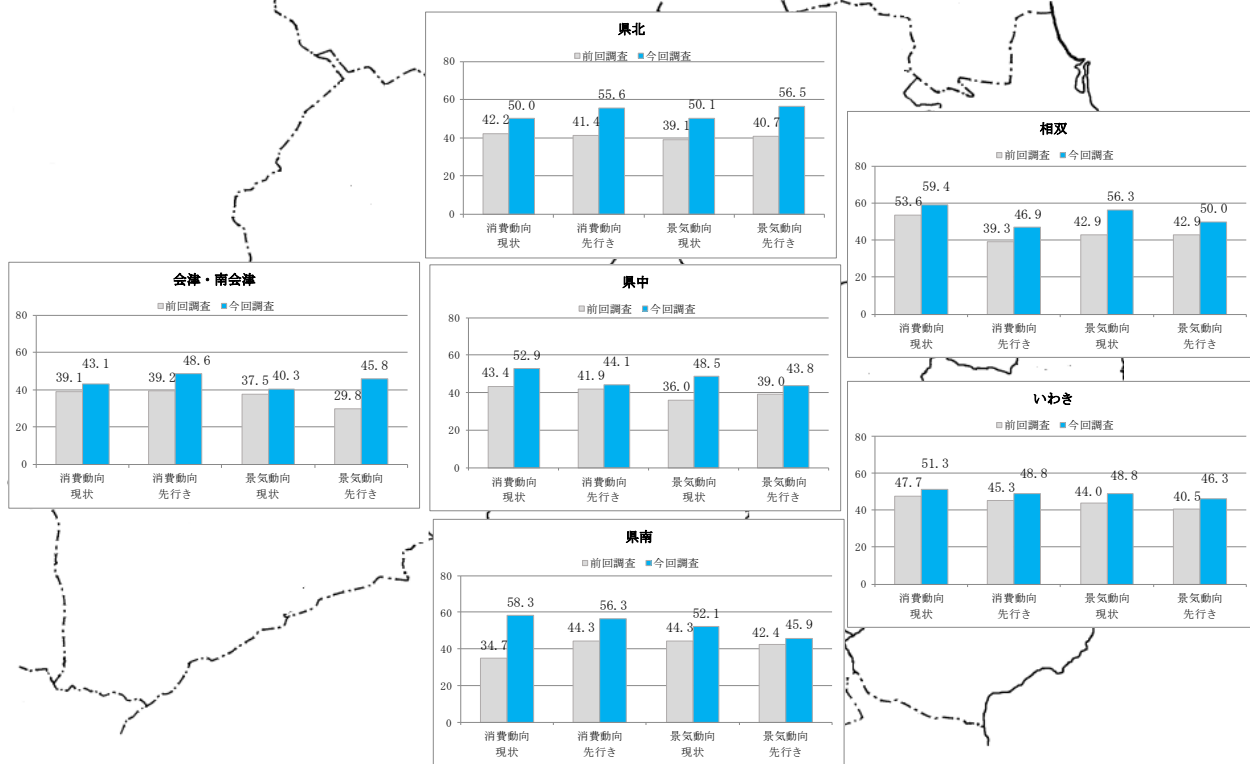 県北
前回調査 今回調査
80
60
40
20
0
42.2 50.0 41.4 55.6 39.1 50.1 40.7 56.5
消費動向 消費動向 景気動向 景気動向
現状 先行き 現状 先行き
相双
前回調査 今回調査
80
60
40
20
0
53.6 59.4 39.3 46.9 42.9 56.3 42.9 50.0
消費動向 消費動向 景気動向 景気動向
現状 先行き 現状 先行き
会津・南会津
前回調査 今回調査
80
60
40
20
0
39.1 43.1 39.2 48.6 37.5 40.3 29.8 45.8
消費動向 消費動向 景気動向 景気動向
現状 先行き 現状 先行き
県中
前回調査 今回調査
80
60
40
20
0
43.4 52.9 41.9 44.1 36.0 48.5 39.0 43.8
消費動向 消費動向 景気動向 景気動向
現状 先行き 現状 先行き
いわき
前回調査 今回調査
80
60
40
20
0
47.7 51.3 45.3 48.8 44.0 48.8 40.5 46.3
消費動向 消費動向 景気動向 景気動向
現状 先行き 現状 先行き
県南
前回調査 今回調査
80
60
40
20
0
34.7 58.3 44.3 56.3 44.3 52.1 42.4 45.9
消費動向 消費動向 景気動向 景気動向
現状 先行き 現状 先行き